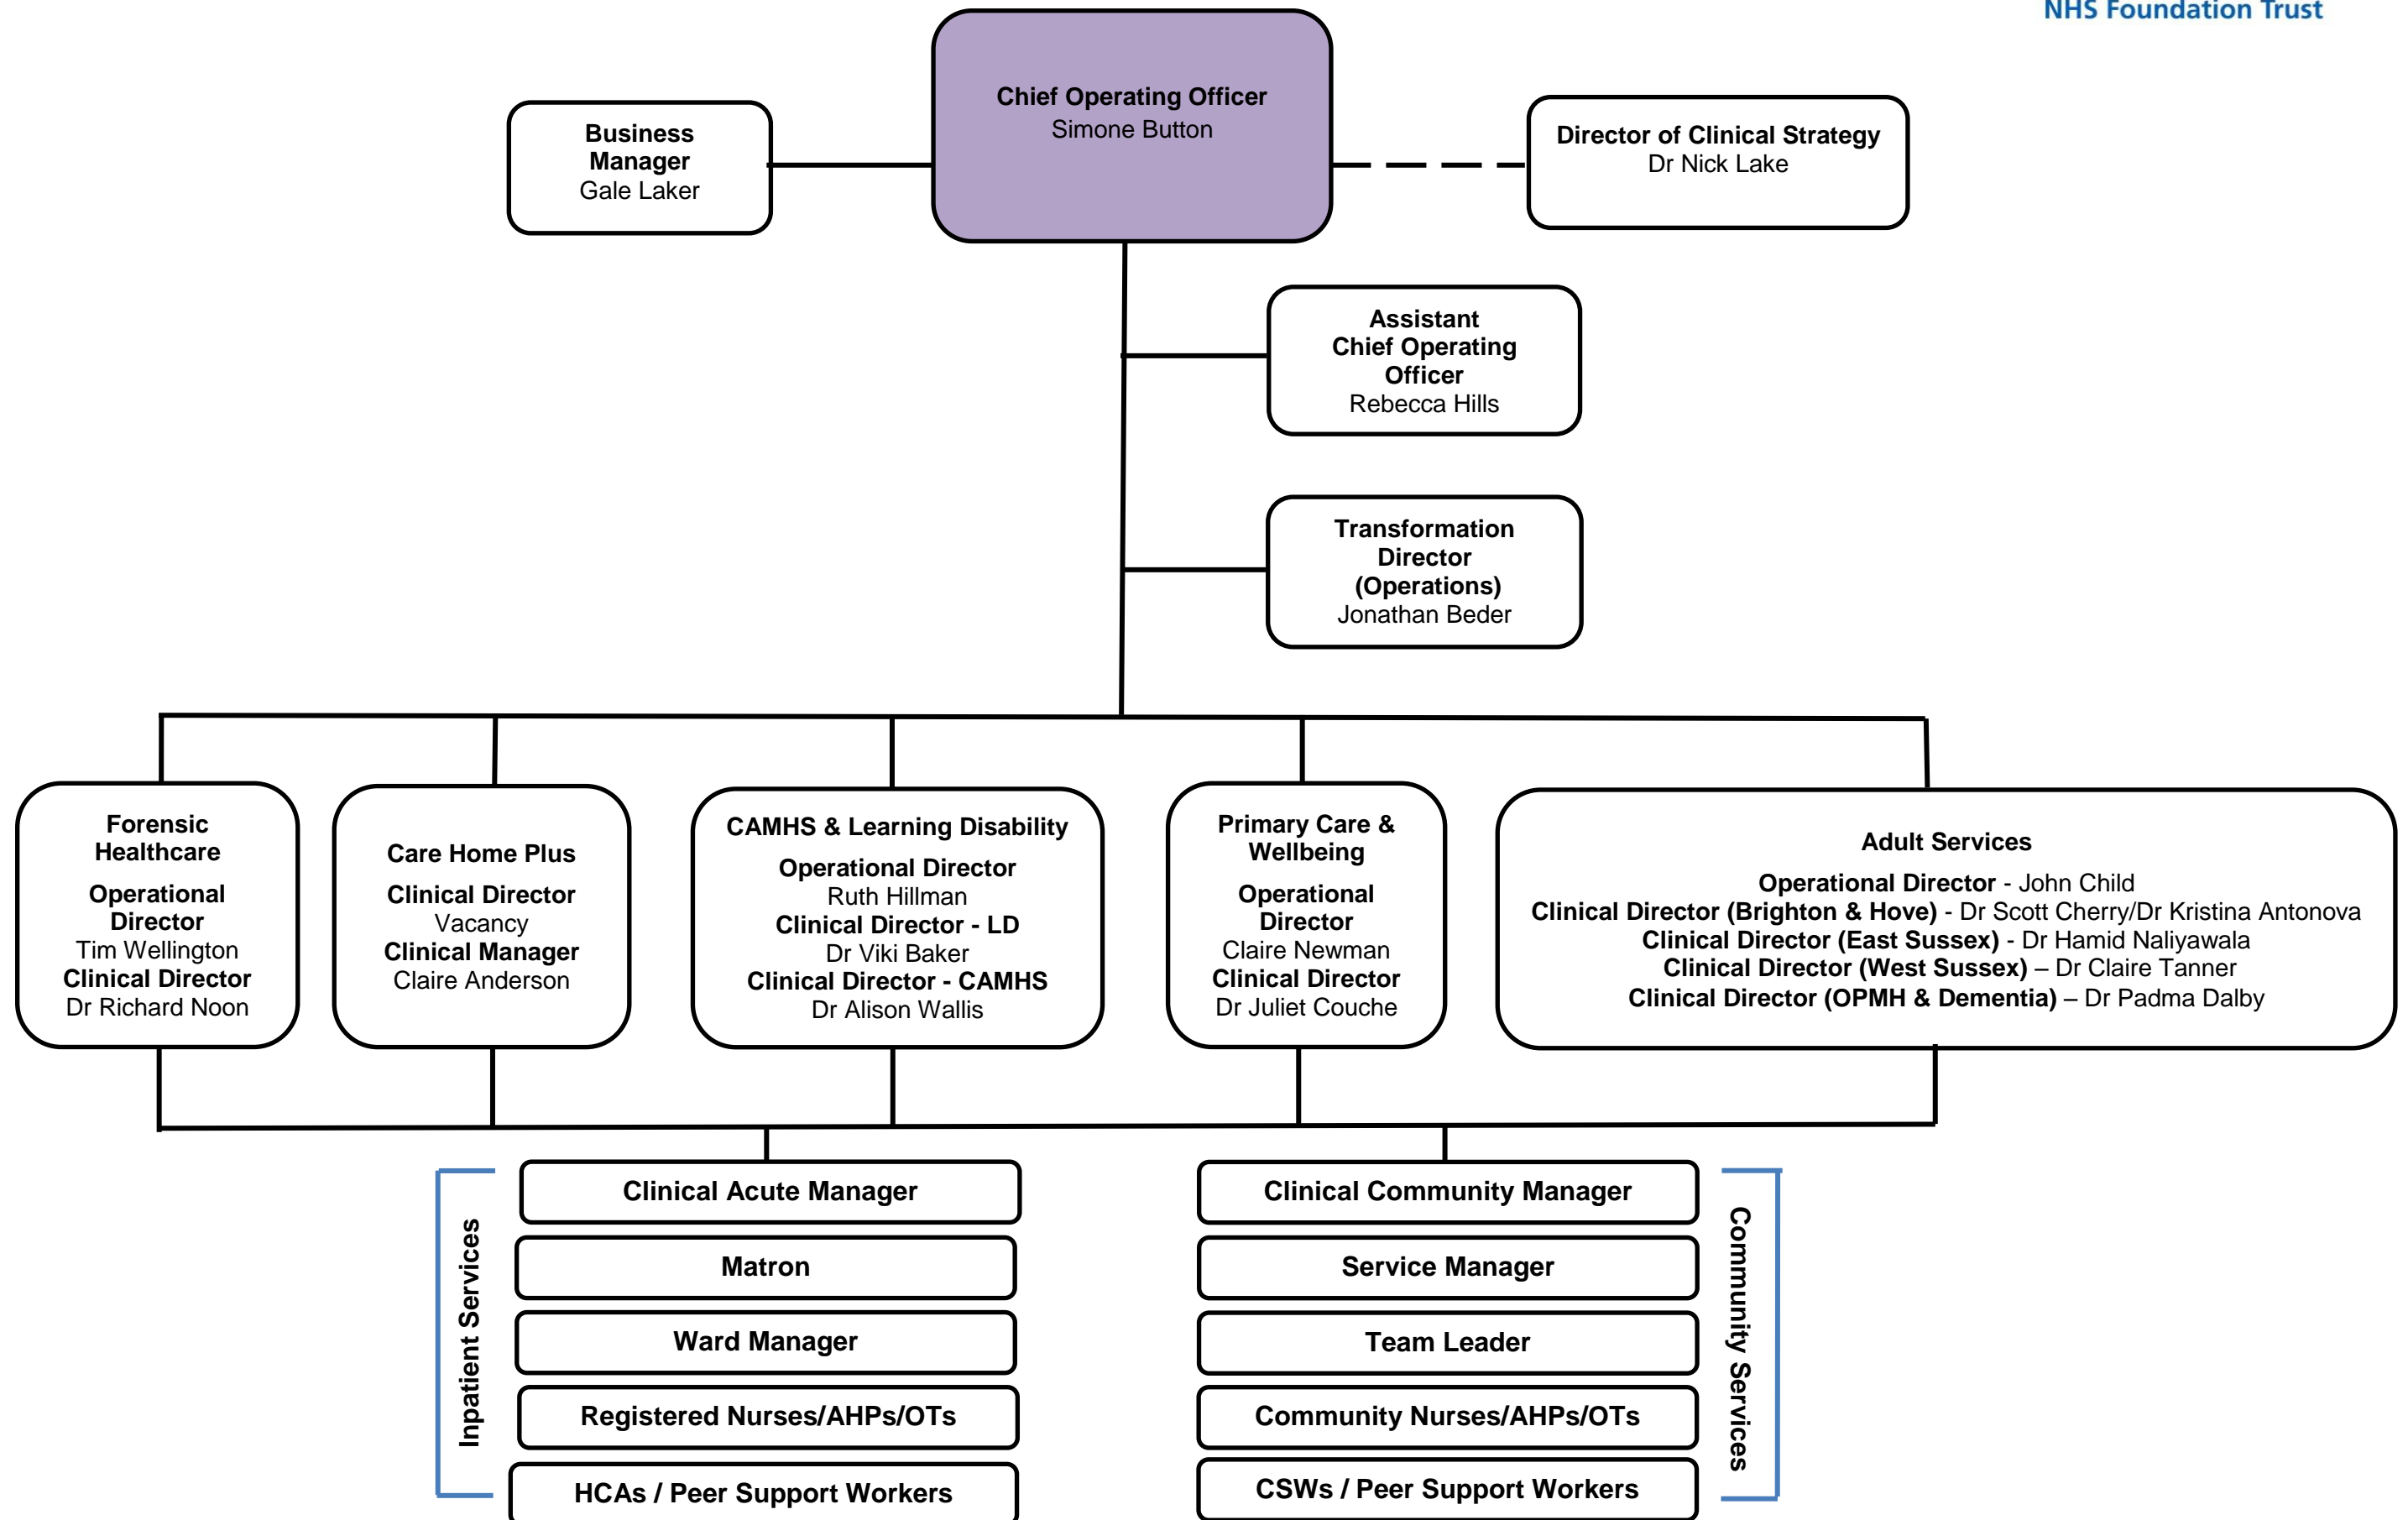 NHS Foundation Trust
Chief Operating Officer
Simone Button
Business
Manager
Gale Laker
Director of Clinical Strategy
Dr Nick Lake
Assistant
Chief Operating
Officer
Rebecca Hills
Transformation
Director
(Operations)
Jonathan Beder
Forensic
Healthcare
Operational
Director
Tim Wellington
Clinical Director
Dr Richard Noon
Care Home Plus
Clinical Director
Vacancy
Clinical Manager
Claire Anderson
CAMHS & Learning Disability
Operational Director
Ruth Hillman
Clinical Director - LD
Dr Viki Baker
Clinical Director - CAMHS
Dr Alison Wallis
Primary Care &
Wellbeing
Operational
Director
Claire Newman
Clinical Director
Dr Juliet Couche
Adult Services
Operational Director - John Child
Clinical Director (Brighton & Hove) - Dr Scott Cherry/Dr Kristina Antonova
Clinical Director (East Sussex) - Dr Hamid Naliyawala
Clinical Director (West Sussex) – Dr Claire Tanner
Clinical Director (OPMH & Dementia) – Dr Padma Dalby
Inpatient Services
Clinical Acute Manager
Matron
Ward Manager
Registered Nurses/AHPs/OTs
HCAs / Peer Support Workers
Clinical Community Manager
Service Manager
Team Leader
Community Nurses/AHPs/OTs
CSWs / Peer Support Workers
Community Services